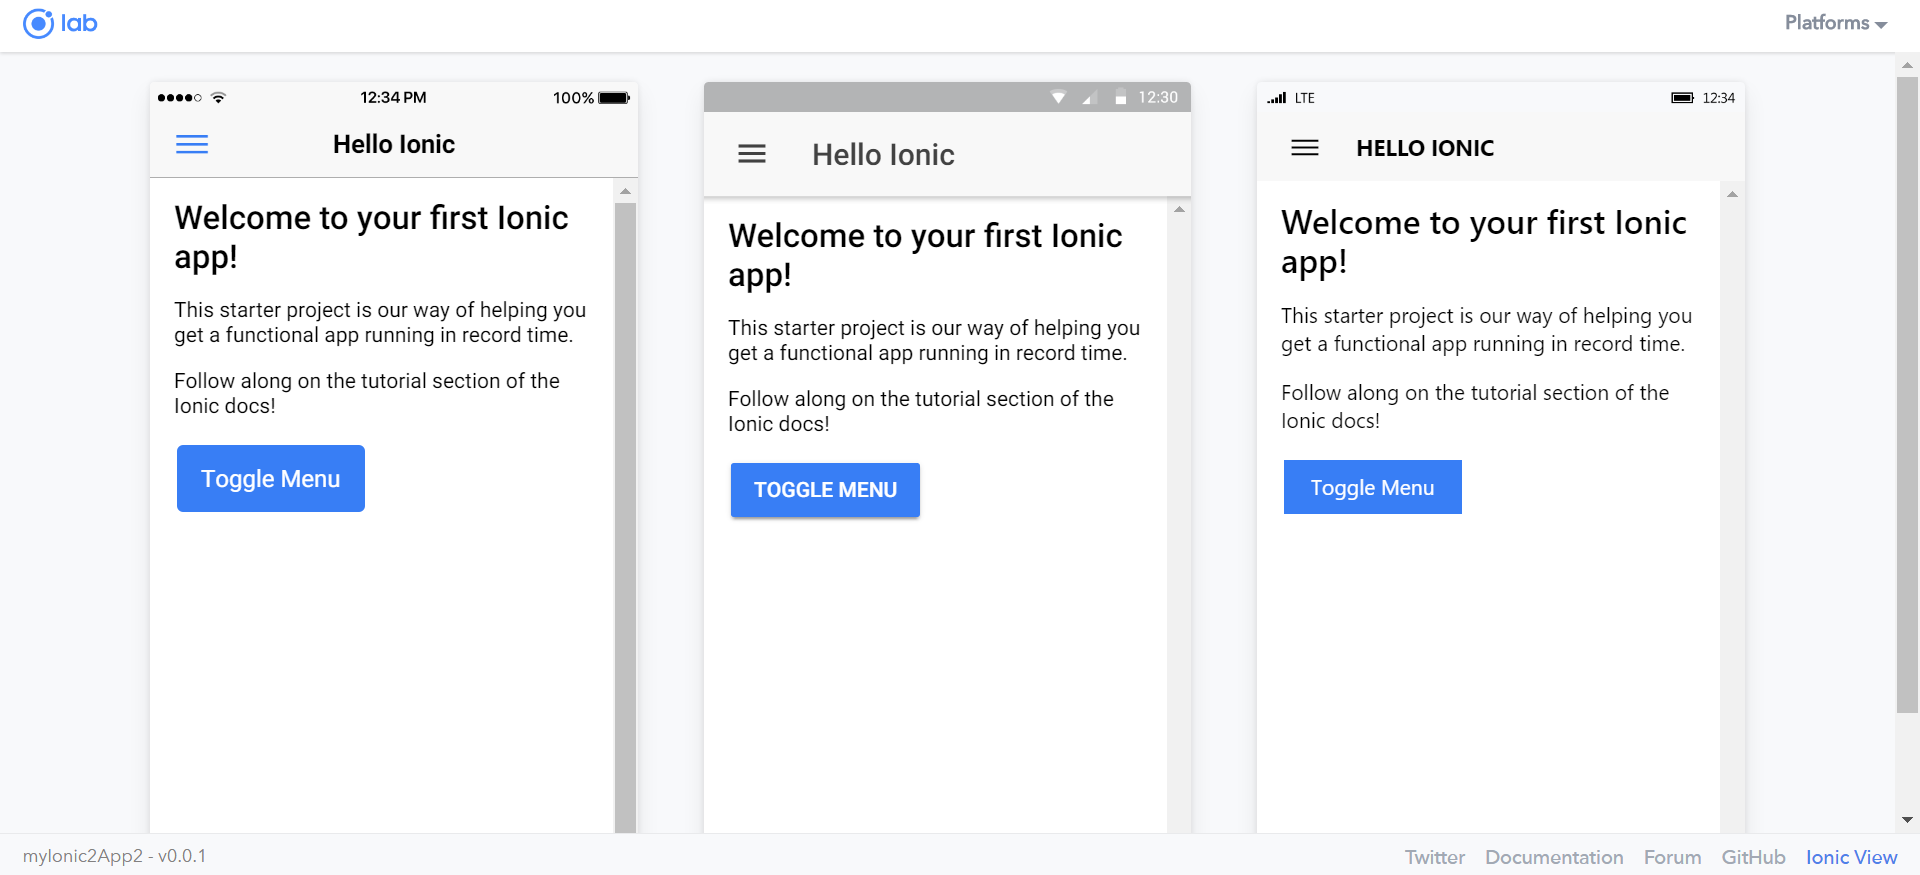 lab
Platforms
12:34 PM
100%
Hello Ionic
Welcome to your first Ionic
app!
This starter project is our way of helping you
get a functional app running in record time.
Follow along on the tutorial section of the
Ionic docs!
Toggle Menu
12:30
Hello Ionic
Welcome to your first Ionic
app!
This starter project is our way of helping you
get a functional app running in record time.
Follow along on the tutorial section of the
Ionic docs!
TOGGLE MENU
LTE
12:34
HELLO IONIC
Welcome to your first Ionic
app!
This starter project is our way of helping you
get a functional app running in record time.
Follow along on the tutorial section of the
Ionic docs!
Toggle Menu
myIonic2App2 - v0.0.1
Twitter Documentation Forum GitHub Ionic View